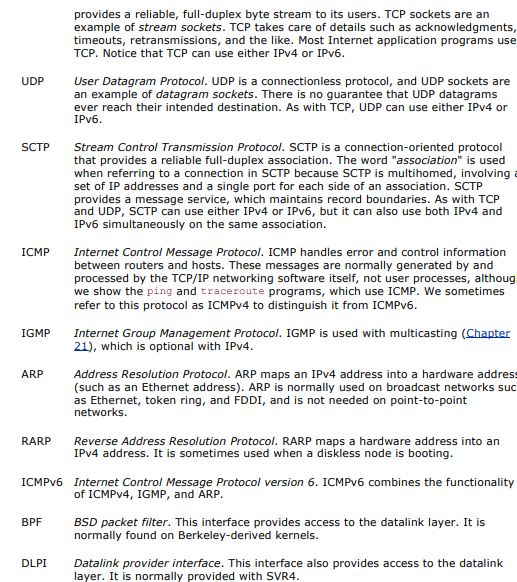 provides a reliable, full-duplex byte stream to its users. TCP sockets are an
example of stream sockets. TCP takes care of details such as acknowledgments,
timeouts, retransmissions, and the like. Most Internet application programs use
TCP. Notice that TCP can use either IPv4 or IPv6.
UDP User Datagram Protocol. UDP is a connectionless protocol, and UDP sockets are
an example of datagram sockets. There is no guarantee that UDP datagrams
ever reach their intended destination. As with TCP, UDP can use either IPv4 or
IPv6.
SCTP Stream Control Transmission Protocol. SCTP is a connection-oriented protocol
that provides a reliable full-duplex association. The word "association" is used
when referring to a connection in SCTP because SCTP is multihomed, involving a
set of IP addresses and a single port for each side of an association. SCTP
provides a message service, which maintains record boundaries. As with TCP
and UDP, SCTP can use either IPv4 or IPv6, but it can also use both IPv4 and
IPv6 simultaneously on the same association.
ICMP Internet Control Message Protocol. ICMP handles error and control information
between routers and hosts. These messages are normally generated by and
processed by the TCP/IP networking software itself, not user processes, althoug
we show the ping and traceroute programs, which use ICMP. We sometimes
refer to this protocol as ICMPv4 to distinguish it from ICMPv6.
IGMP Internet Group Management Protocol. IGMP is used with multicasting (Chapter
21), which is optional with IPv4.
ARP Address Resolution Protocol. ARP maps an IPv4 address into a hardware address
(such as an Ethernet address). ARP is normally used on broadcast networks suc
as Ethernet, token ring, and FDDI, and is not needed on point-to-point
networks.
RARP Reverse Address Resolution Protocol. RARP maps a hardware address into an
IPv4 address. It is sometimes used when a diskless node is booting.
ICMPv6 Internet Control Message Protocol version 6. ICMPv6 combines the functionality
of ICMPv4, IGMP, and ARP.
BPF BSD packet filter. This interface provides access to the datalink layer. It is
normally found on Berkeley-derived kernels.
DLPI Datalink provider interface. This interface also provides access to the datalink
layer. It is normally provided with SVR4.